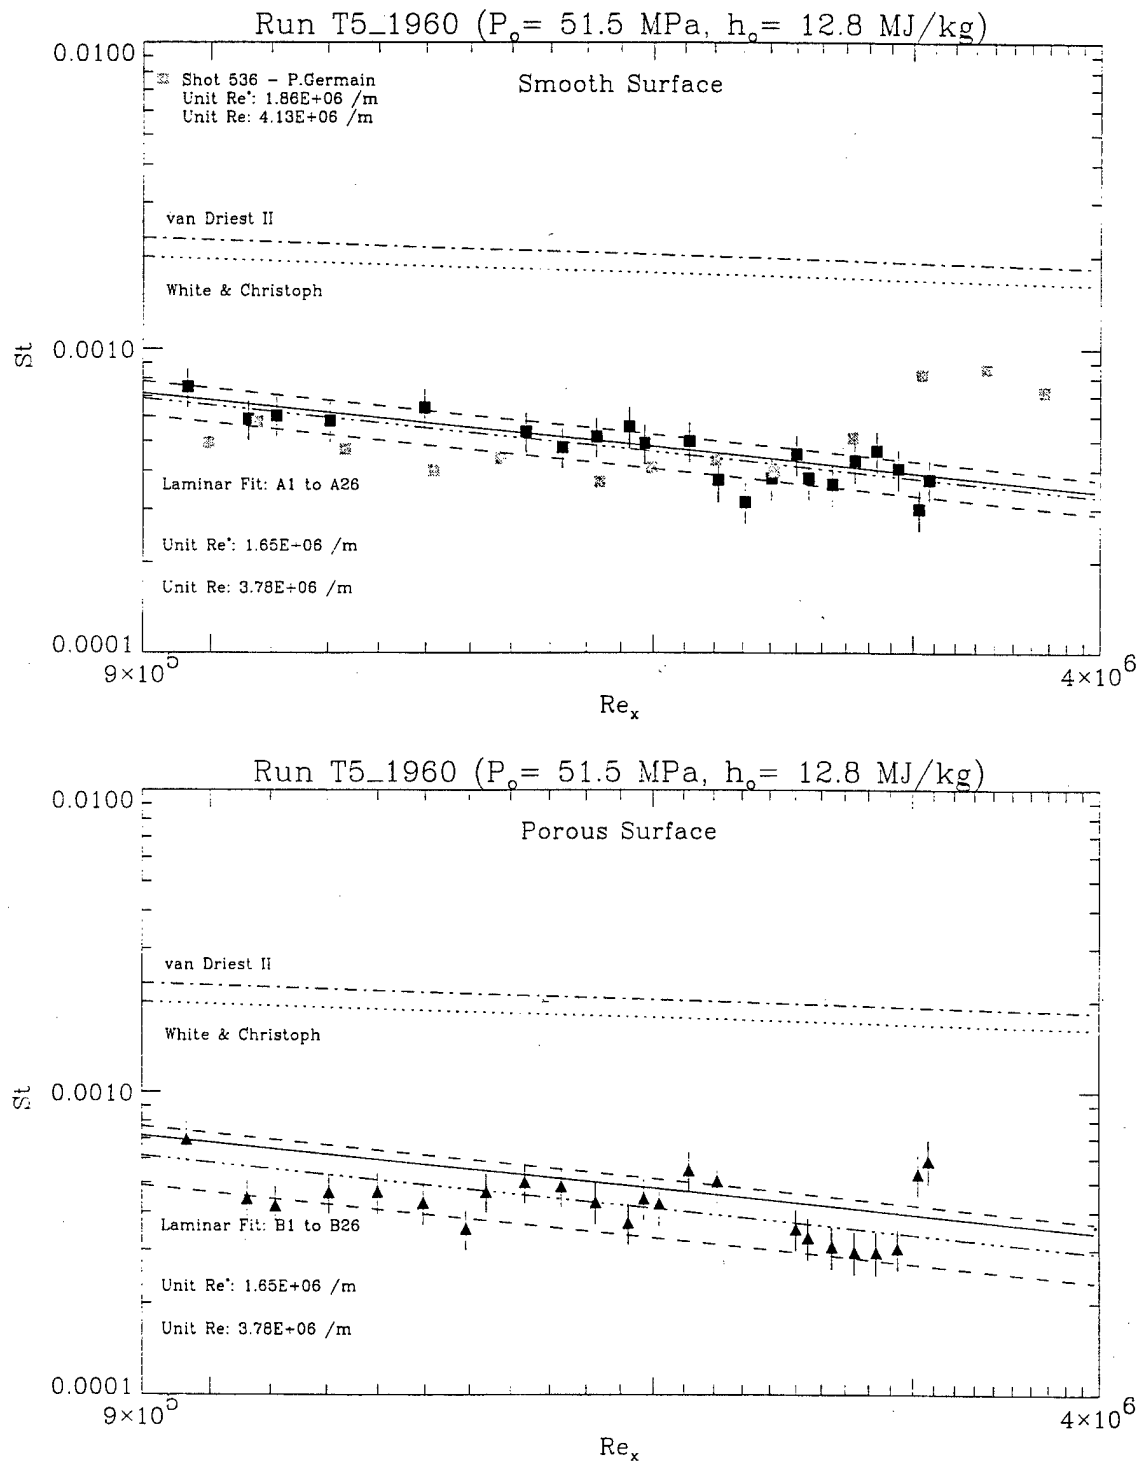 Run T5_1960 (Pₒ= 51.5 MPa, hₒ= 12.8 MJ/kg)
0.0100
Shot 536 – P.Germain
Unit Re*: 1.86E+06 /m
Unit Re: 4.13E+06 /m
Smooth Surface
van Driest II
White & Christoph
St
0.0010
Laminar Fit: A1 to A26
Unit Re*: 1.65E+06 /m
Unit Re: 3.78E+06 /m
0.0001
9×10⁵
4×10⁶
Reₓ
Run T5_1960 (Pₒ= 51.5 MPa, hₒ= 12.8 MJ/kg)
0.0100
Porous Surface
van Driest II
White & Christoph
St
0.0010
Laminar Fit: B1 to B26
Unit Re*: 1.65E+06 /m
Unit Re: 3.78E+06 /m
0.0001
9×10⁵
4×10⁶
Reₓ